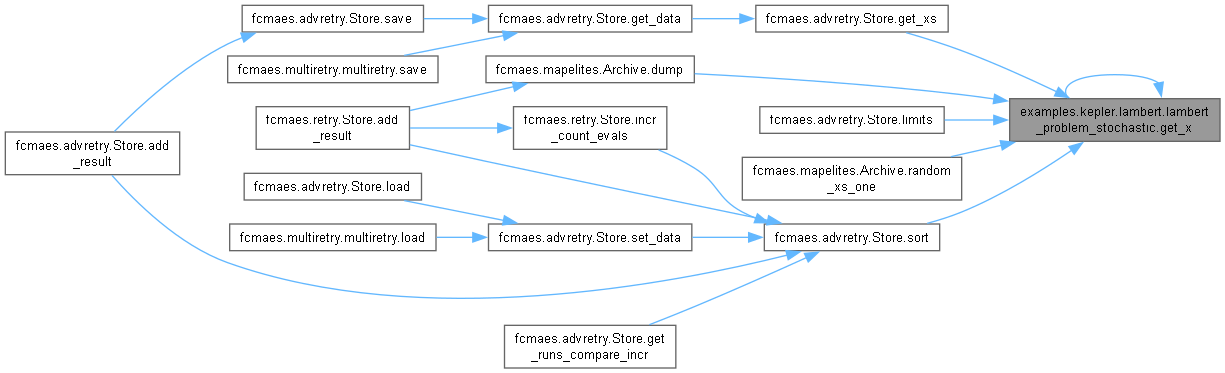 fcmaes.advretry.Store.save
fcmaes.advretry.Store.get_data
fcmaes.advretry.Store.get_xs
fcmaes.multiretry.multiretry.save
fcmaes.mapelites.Archive.dump
fcmaes.retry.Store.add
_result
fcmaes.retry.Store.incr
_count_evals
fcmaes.advretry.Store.limits
examples.kepler.lambert.lambert
_problem_stochastic.get_x
fcmaes.advretry.Store.add
_result
fcmaes.mapelites.Archive.random
_xs_one
fcmaes.advretry.Store.load
fcmaes.multiretry.multiretry.load
fcmaes.advretry.Store.set_data
fcmaes.advretry.Store.sort
fcmaes.advretry.Store.get
_runs_compare_incr